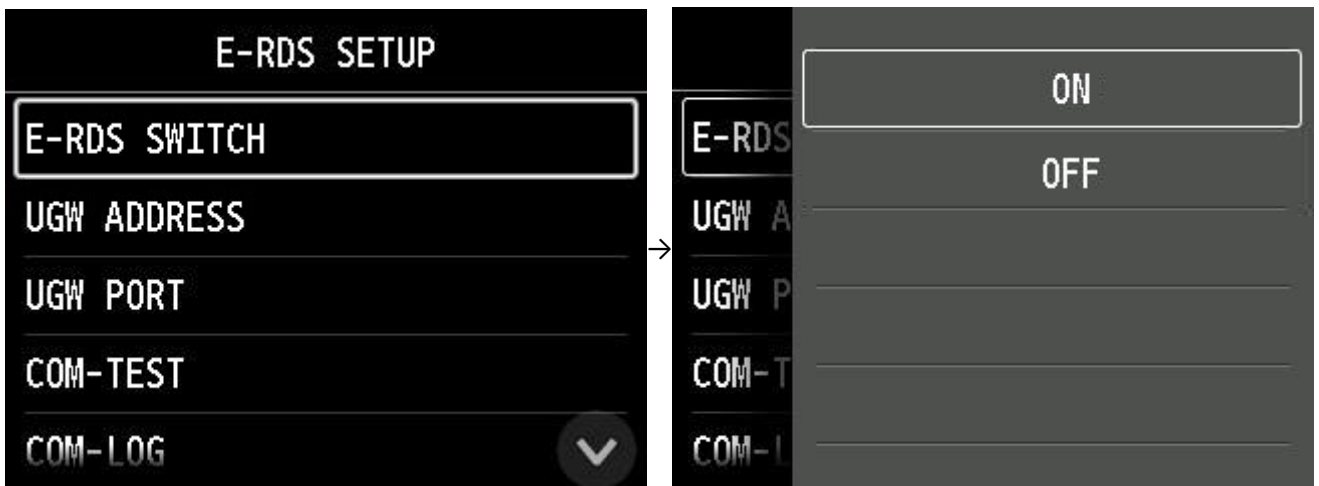 E-RDS SETUP
E-RDS SWITCH
UGW ADDRESS
UGW PORT
COM-TEST
COM-LOG
→
E-RDS
UGW A
UGW P
COM-T
COM-L
ON
OFF